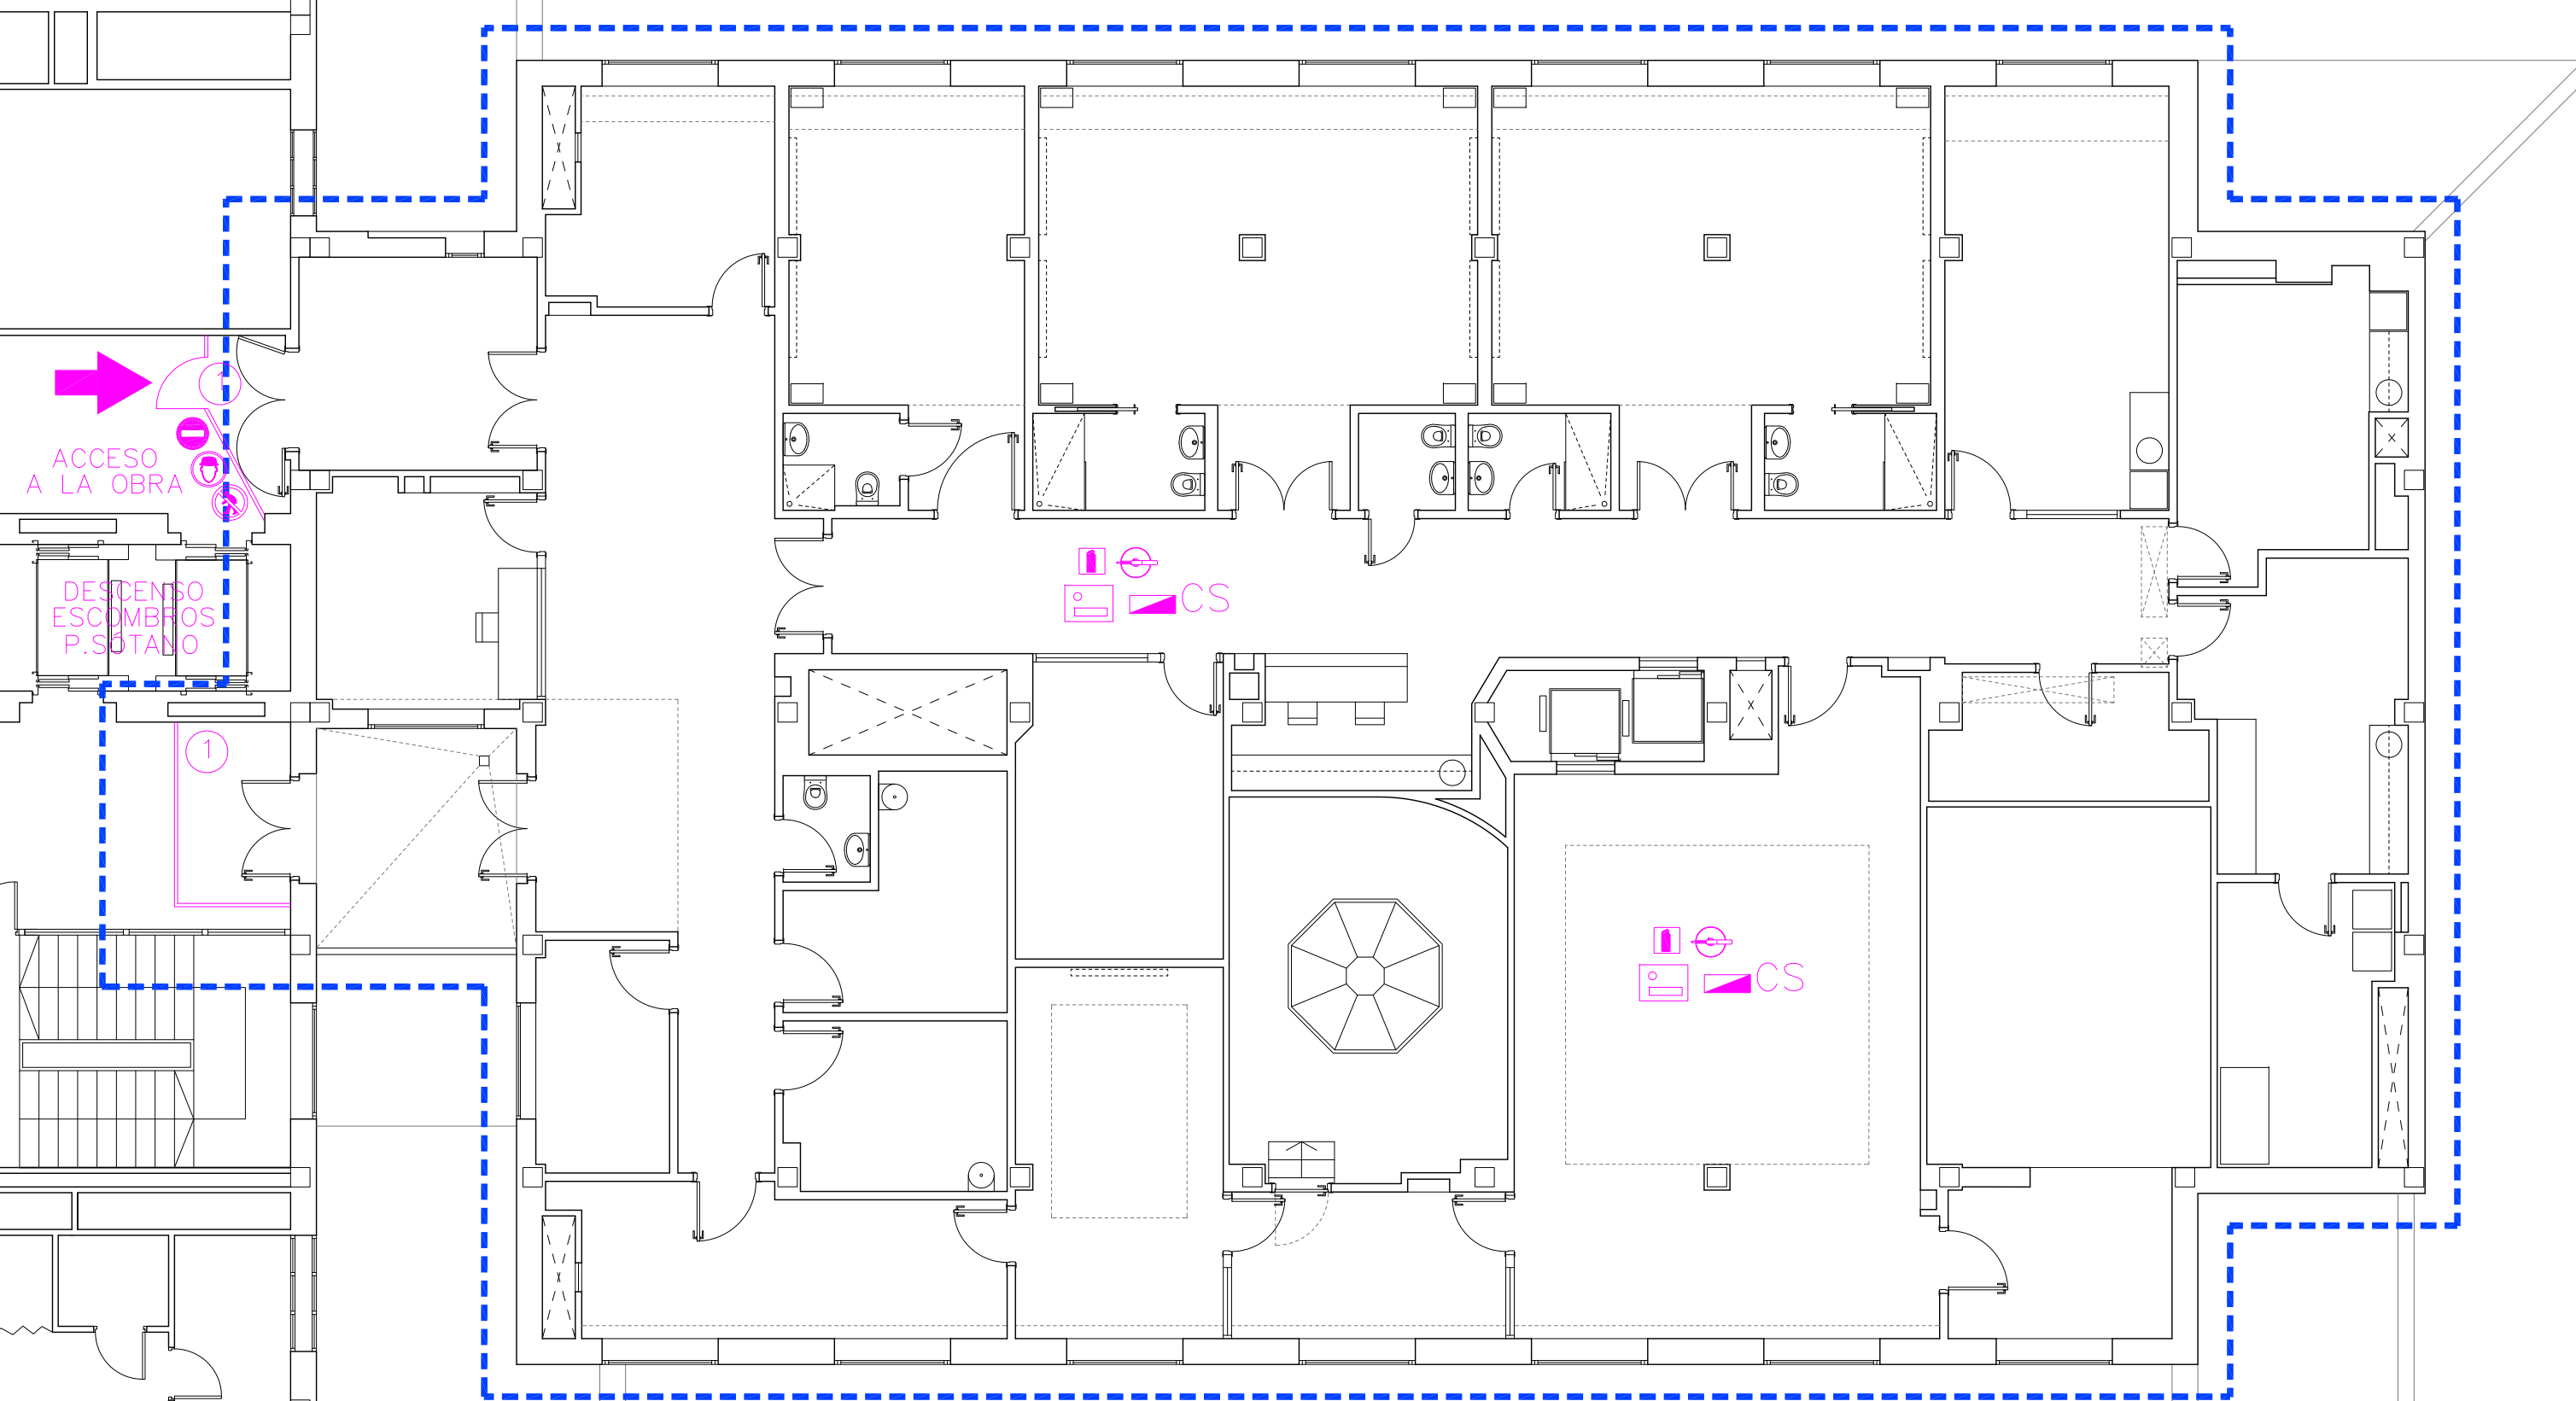 1
ACCESO
A LA OBRA
CS
DESCENSO
ESCOMBROS
P.SÓTANO
1
CS